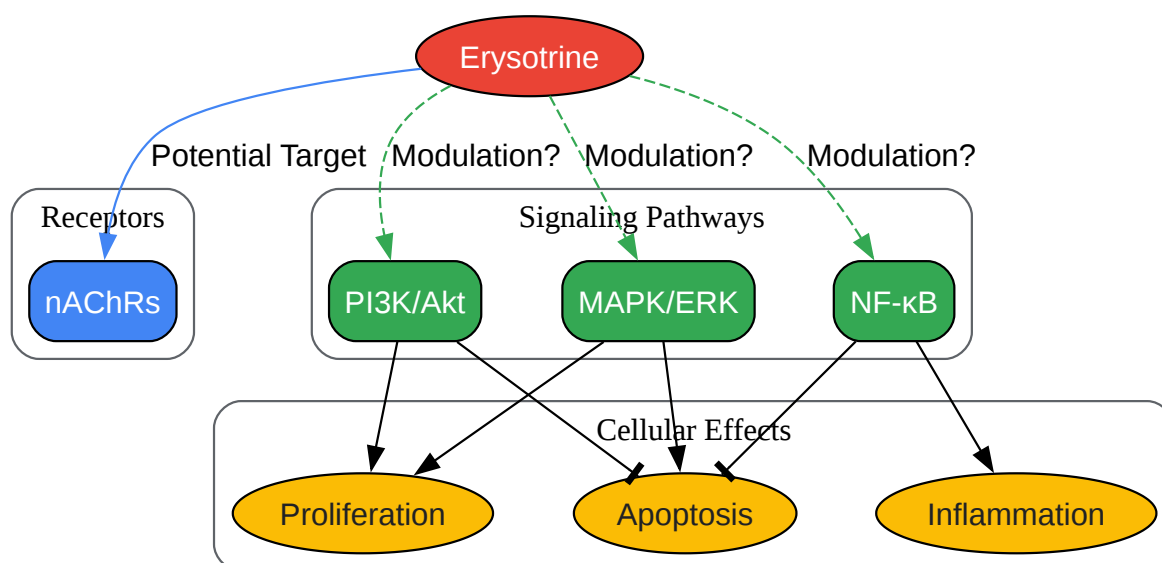 Erysotrine
Potential Target
Modulation?
Modulation?
Modulation?
Receptors
Signaling Pathways
nAChRs
PI3K/Akt
MAPK/ERK
NF-κB
Cellular Effects
Proliferation
Apoptosis
Inflammation